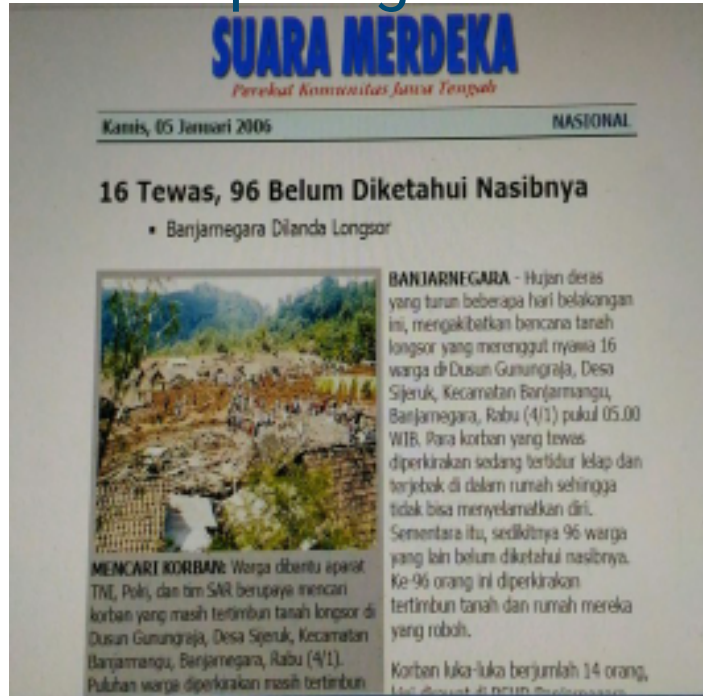 SUARA MERDEKA
Perekat Komunitas Jawa Tengah
Kamis, 05 Januari 2006 NASIONAL
16 Tewas, 96 Belum Diketahui Nasibnya
• Banjarnegara Dilanda Longsor
MENCARI KORBAN: Warga dibantu aparat
TNI, Polri, dan tim SAR berupaya mencari
korban yang masih tertimbun tanah longsor di
Dusun Gunungraja, Desa Sijeruk, Kecamatan
Banjarmangu, Banjarnegara, Rabu (4/1).
Puluhan warga diperkirakan masih tertimbun
BANJARNEGARA - Hujan deras
yang turun beberapa hari belakangan
ini, mengakibatkan bencana tanah
longsor yang merenggut nyawa 16
warga di Dusun Gunungraja, Desa
Sijeruk, Kecamatan Banjarmangu,
Banjarnegara, Rabu (4/1) pukul 05.00
WIB. Para korban yang tewas
diperkirakan sedang tertidur lelap dan
terjebak di dalam rumah sehingga
tidak bisa menyelamatkan diri.
Sementara itu, sedikitnya 96 warga
yang lain belum diketahui nasibnya.
Ke-96 orang ini diperkirakan
tertimbun tanah dan rumah mereka
yang roboh.
Korban luka-luka berjumlah 14 orang,